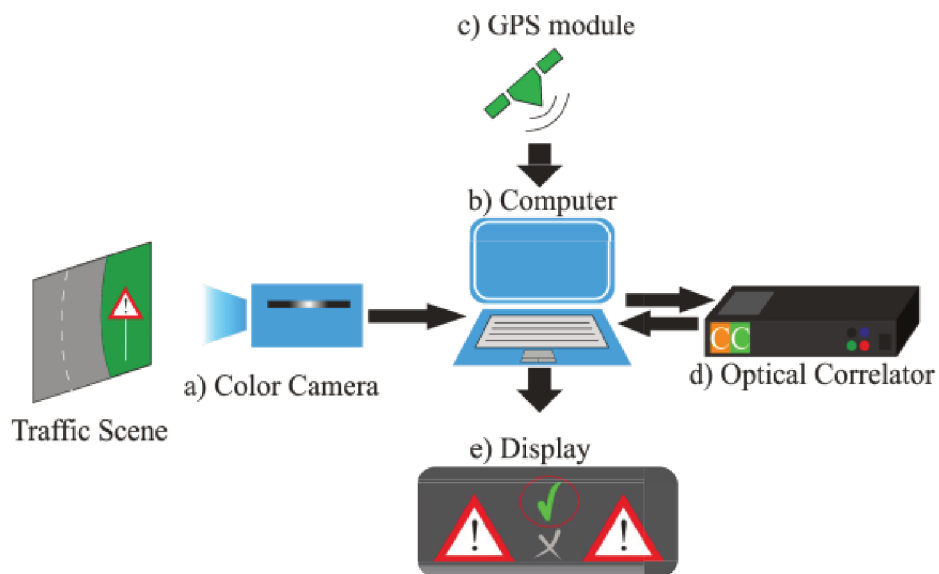 c) GPS module
b) Computer
!
CC
a) Color Camera
d) Optical Correlator
Traffic Scene
e) Display
! !